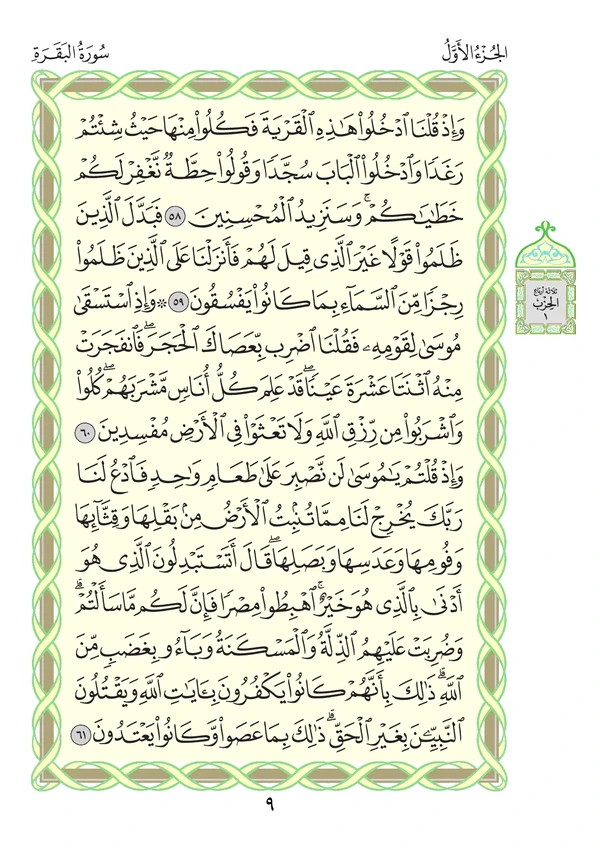 الجُزْءُ الأَوَّلُ
سُورَةُ البَقَرَةِ
وَإِذْ قُلْنَا ٱدْخُلُوا۟ هَـٰذِهِ ٱلْقَرْيَةَ فَكُلُوا۟ مِنْهَا حَيْثُ شِئْتُمْ
رَغَدًا وَٱدْخُلُوا۟ ٱلْبَابَ سُجَّدًا وَقُولُوا۟ حِطَّةٌ نَّغْفِرْ لَكُمْ
خَطَـٰيَـٰكُمْ ۚ وَسَنَزِيدُ ٱلْمُحْسِنِينَ ٥٨ فَبَدَّلَ ٱلَّذِينَ
ظَلَمُوا۟ قَوْلًا غَيْرَ ٱلَّذِى قِيلَ لَهُمْ فَأَنزَلْنَا عَلَى ٱلَّذِينَ ظَلَمُوا۟
رِجْزًا مِّنَ ٱلسَّمَآءِ بِمَا كَانُوا۟ يَفْسُقُونَ ٥٩ ۞ وَإِذِ ٱسْتَسْقَىٰ
مُوسَىٰ لِقَوْمِهِۦ فَقُلْنَا ٱضْرِب بِّعَصَاكَ ٱلْحَجَرَ ۖ فَٱنفَجَرَتْ
مِنْهُ ٱثْنَتَا عَشْرَةَ عَيْنًا ۖ قَدْ عَلِمَ كُلُّ أُنَاسٍ مَّشْرَبَهُمْ ۖ كُلُوا۟
وَٱشْرَبُوا۟ مِن رِّزْقِ ٱللَّهِ وَلَا تَعْثَوْا۟ فِى ٱلْأَرْضِ مُفْسِدِينَ ٦٠
وَإِذْ قُلْتُمْ يَـٰمُوسَىٰ لَن نَّصْبِرَ عَلَىٰ طَعَامٍ وَٰحِدٍ فَٱدْعُ لَنَا
رَبَّكَ يُخْرِجْ لَنَا مِمَّا تُنۢبِتُ ٱلْأَرْضُ مِنۢ بَقْلِهَا وَقِثَّآئِهَا
وَفُومِهَا وَعَدَسِهَا وَبَصَلِهَا ۖ قَالَ أَتَسْتَبْدِلُونَ ٱلَّذِى هُوَ
أَدْنَىٰ بِٱلَّذِى هُوَ خَيْرٌ ۚ ٱهْبِطُوا۟ مِصْرًا فَإِنَّ لَكُم مَّا سَأَلْتُمْ ۗ
وَضُرِبَتْ عَلَيْهِمُ ٱلذِّلَّةُ وَٱلْمَسْكَنَةُ وَبَآءُو بِغَضَبٍ مِّنَ
ٱللَّهِ ۗ ذَٰلِكَ بِأَنَّهُمْ كَانُوا۟ يَكْفُرُونَ بِـَٔايَـٰتِ ٱللَّهِ وَيَقْتُلُونَ
ٱلنَّبِيِّـۧنَ بِغَيْرِ ٱلْحَقِّ ۗ ذَٰلِكَ بِمَا عَصَوا۟ وَّكَانُوا۟ يَعْتَدُونَ ٦١
ثلاثة أرباع
الحزب
١
٩